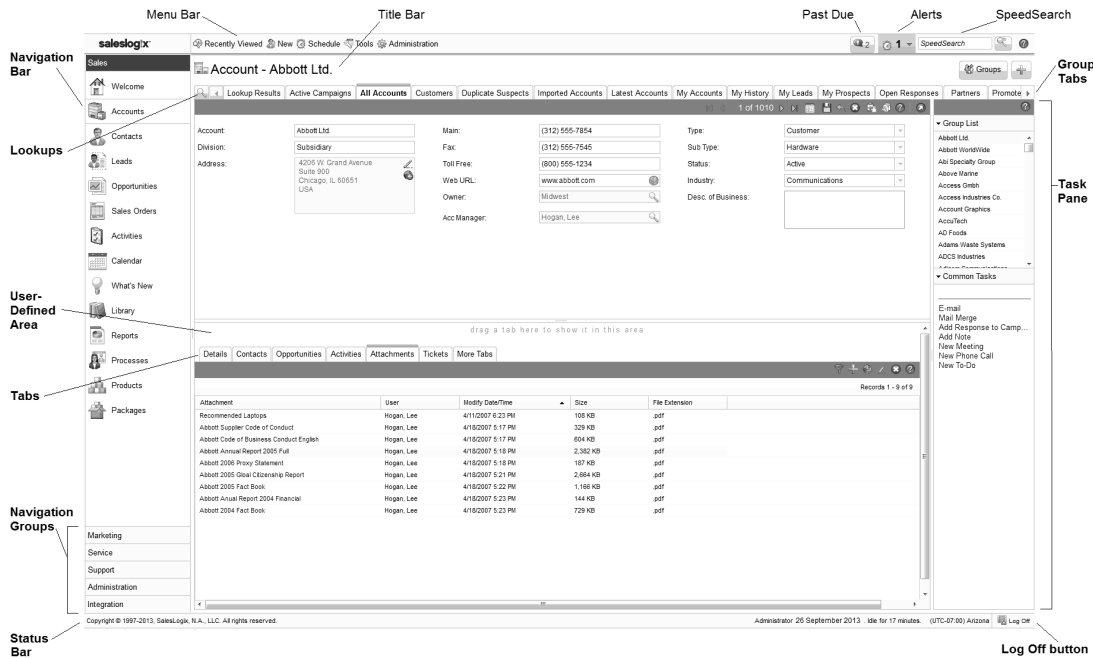 Menu Bar
Title Bar
Past Due
Alerts
SpeedSearch
saleslogix
Recently Viewed New Schedule Tools Administration
2
1
SpeedSearch
Navigation Bar
Sales
Account - Abbott Ltd.
Groups
Group Tabs
Lookup Results Active Campaigns All Accounts Customers Duplicate Suspects Imported Accounts Latest Accounts My Accounts My History My Leads My Prospects Open Responses Partners Promote
1 of 1010
Lookups
Welcome
Accounts
Contacts
Leads
Opportunities
Sales Orders
Activities
Calendar
What's New
Library
Reports
Processes
Products
Packages
Account: Abbott Ltd.
Division: Subsidiary
Address: 4206 W. Grand Avenue
Suite 900
Chicago, IL 60651
USA
Main: (312) 555-7854
Fax: (312) 555-7545
Toll Free: (800) 555-1234
Web URL: www.abbott.com
Owner: Midwest
Acc Manager: Hogan, Lee
Type: Customer
Sub Type: Hardware
Status: Active
Industry: Communications
Desc. of Business:
Group List
Abbott Ltd.
Abbott WorldWide
Abi Specialty Group
Above Marine
Access Gmbh
Access Industries Co.
Account Graphics
AccuTech
AD Foods
Adams Waste Systems
ADCS Industries
Task Pane
Common Tasks
E-mail
Mail Merge
Add Response to Camp...
Add Note
New Meeting
New Phone Call
New To-Do
User-Defined Area
drag a tab here to show it in this area
Tabs
Details Contacts Opportunities Activities Attachments Tickets More Tabs
Records 1 - 9 of 9
Attachment User Modify Date/Time Size File Extension
Recommended Laptops Hogan, Lee 4/11/2007 6:23 PM 108 KB .pdf
Abbott Supplier Code of Conduct Hogan, Lee 4/18/2007 5:17 PM 329 KB .pdf
Abbott Code of Business Conduct English Hogan, Lee 4/18/2007 5:17 PM 604 KB .pdf
Abbott Annual Report 2005 Full Hogan, Lee 4/18/2007 5:18 PM 2,382 KB .pdf
Abbott 2006 Proxy Statement Hogan, Lee 4/18/2007 5:18 PM 187 KB .pdf
Abbott 2005 Gloal Citizenship Report Hogan, Lee 4/18/2007 5:21 PM 2,664 KB .pdf
Abbott 2005 Fact Book Hogan, Lee 4/18/2007 5:22 PM 1,166 KB .pdf
Abbott Anual Report 2004 Financial Hogan, Lee 4/18/2007 5:23 PM 144 KB .pdf
Abbott 2004 Fact Book Hogan, Lee 4/18/2007 5:23 PM 729 KB .pdf
Navigation Groups
Marketing
Service
Support
Administration
Integration
Status Bar
Copyright © 1997-2013, SalesLogix, N.A., LLC. All rights reserved.
Administrator 26 September 2013 .. Idle for 17 minutes. (UTC-07:00) Arizona Log Off
Log Off button